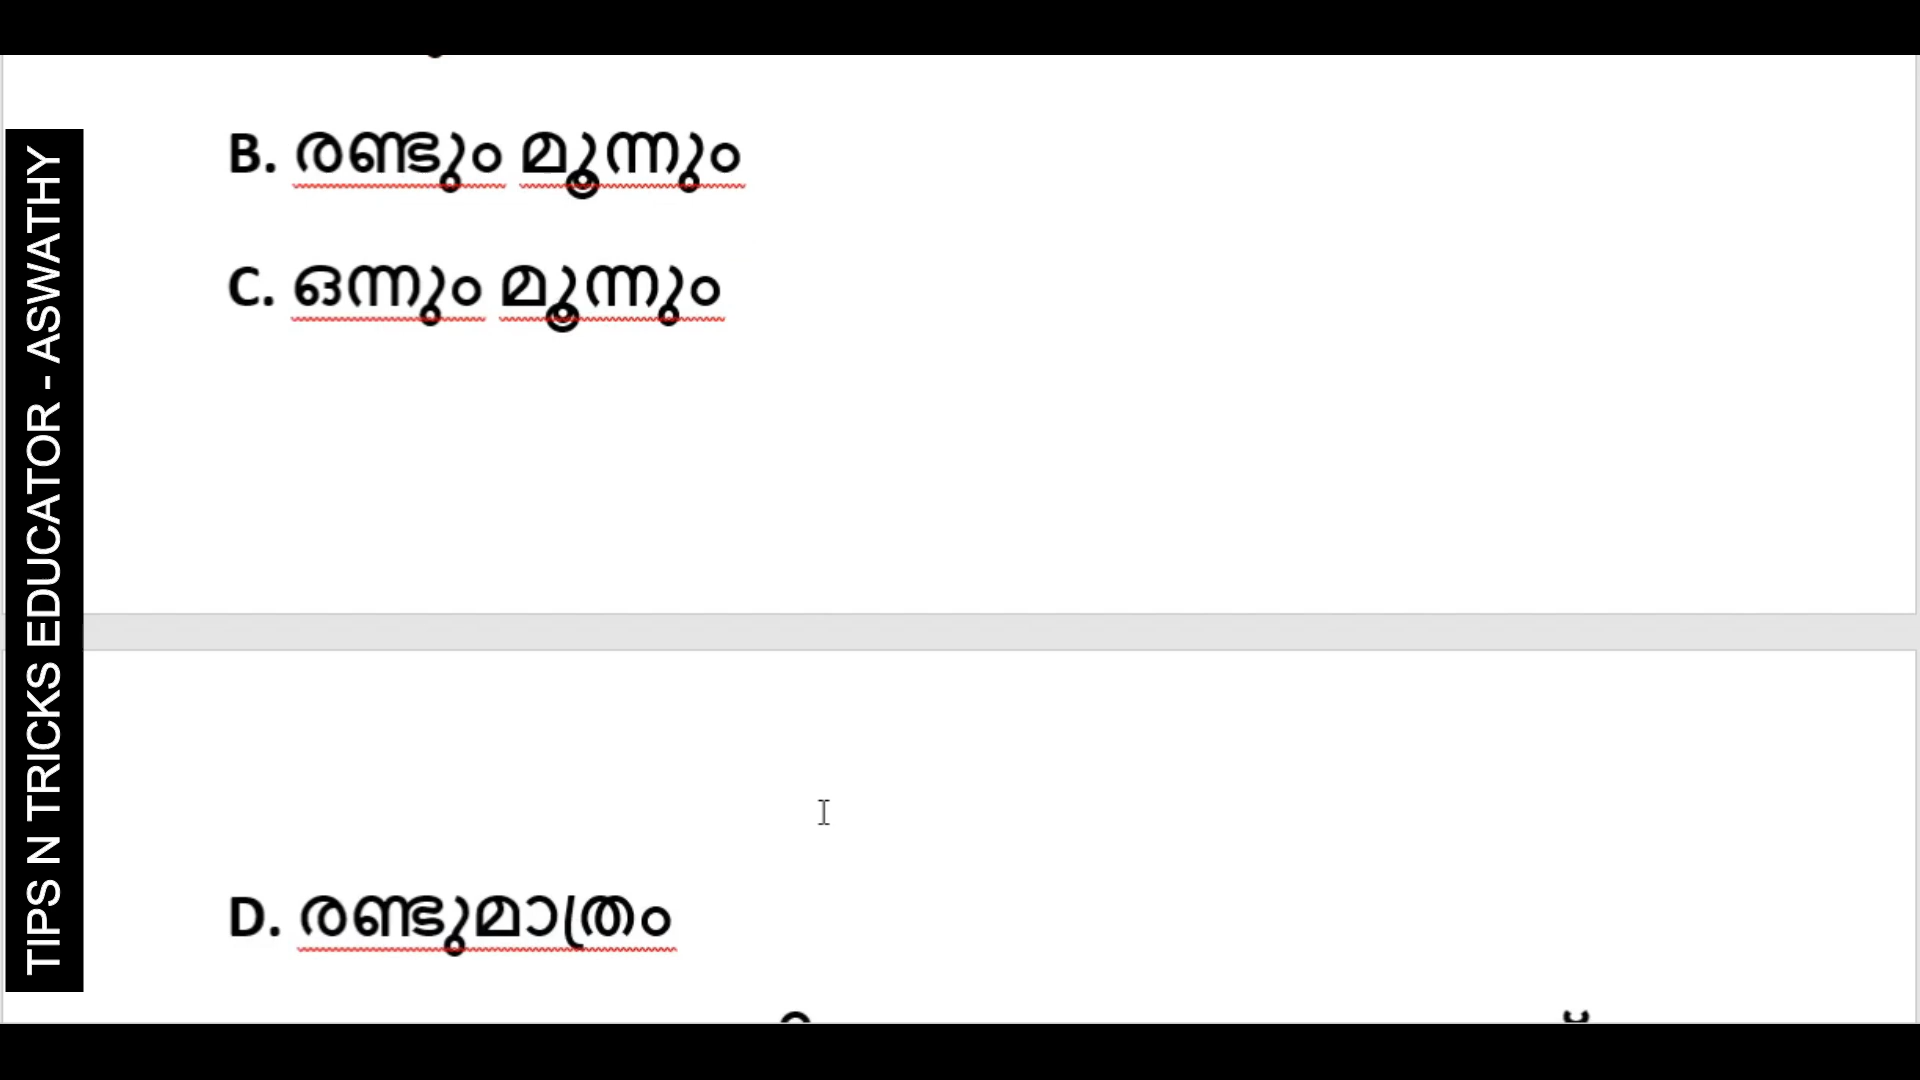 B. രണ്ടും മൂന്നും
C. ഒന്നും മൂന്നും
D. രണ്ടുമാത്രം
TIPS N TRICKS EDUCATOR - ASWATHY